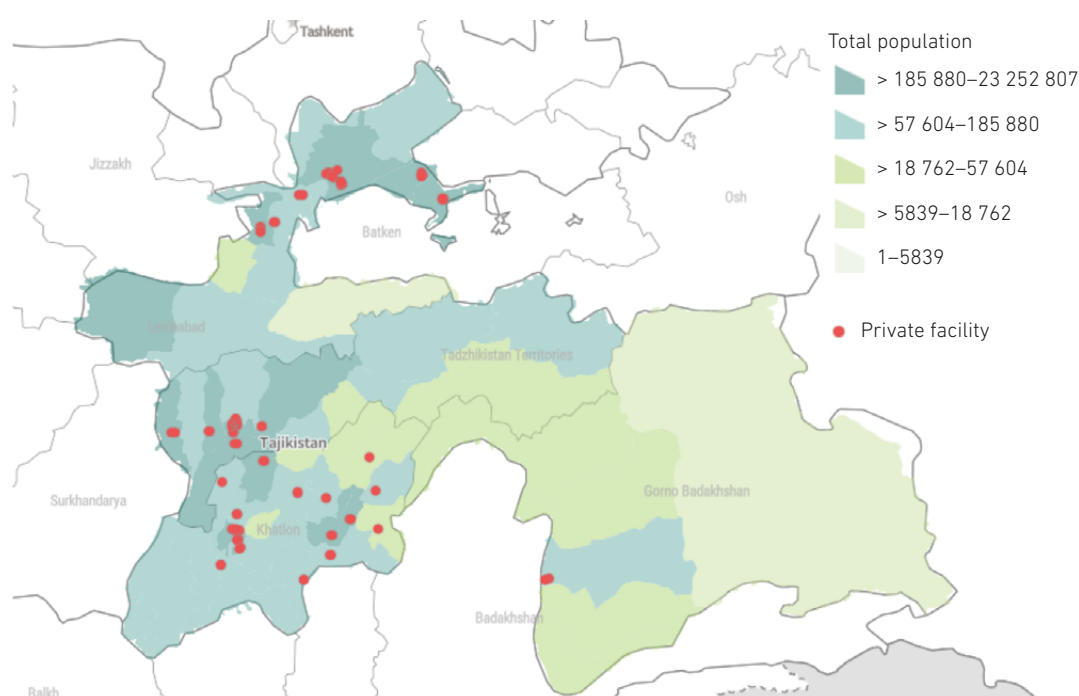 Tashkent
Total population
> 185 880–23 252 807
> 57 604–185 880
> 18 762–57 604
> 5839–18 762
1–5839
Private facility
Jizzakh
Osh
Batken
Leninabad
Tadzhikistan Territories
Tajikistan
Surkhandarya
Gorno Badakhshan
Khatlon
Badakhshan
Balkh